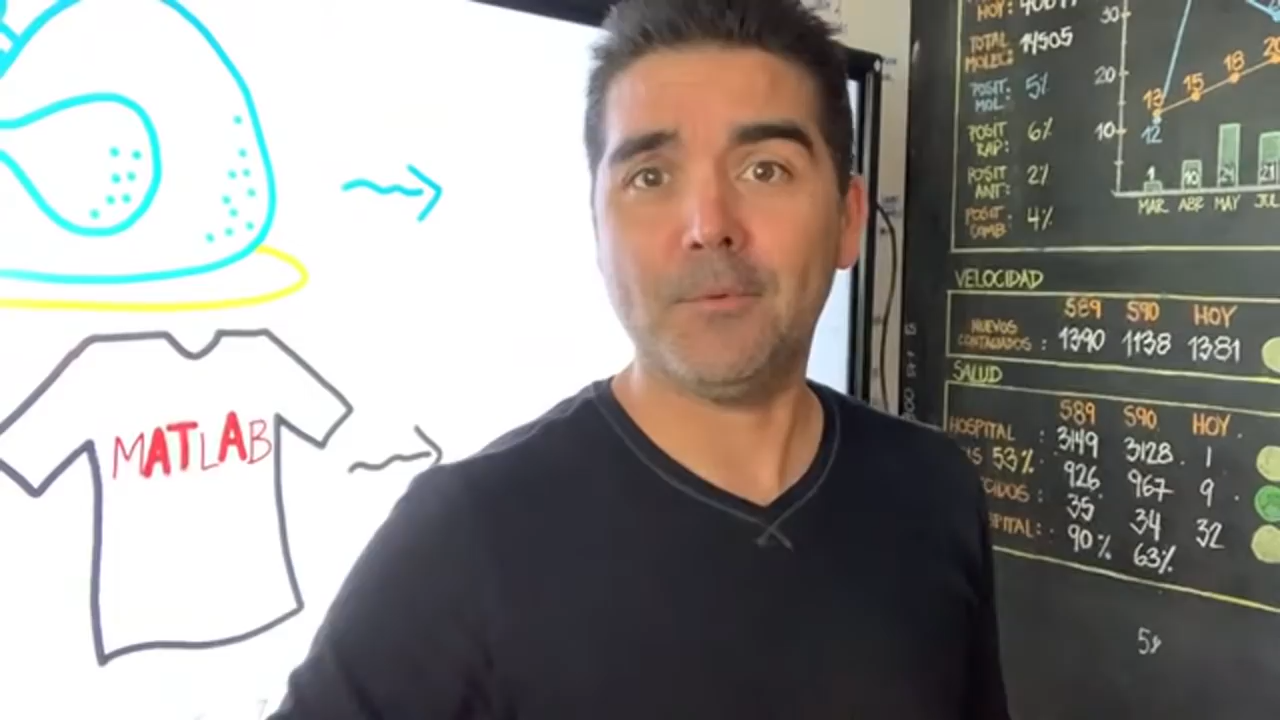 MATLAB
HOY: 40677
TOTAL
MOLEC: 14505
POSIT
MOL: 5%
POSIT
RAP: 6%
POSIT
ANT: 2%
POSIT
COMB: 4%
30
20
10
13 15 18 20
12
1 10 24 21
MAR ABR MAY JUL
VELOCIDAD
589 590 HOY
NUEVOS
CONTAGIADOS : 1390 1138 1381
SALUD
589 590 HOY
HOSPITAL : 3149 3128 1
53% 926 967 9
35 34 32
90% 63%